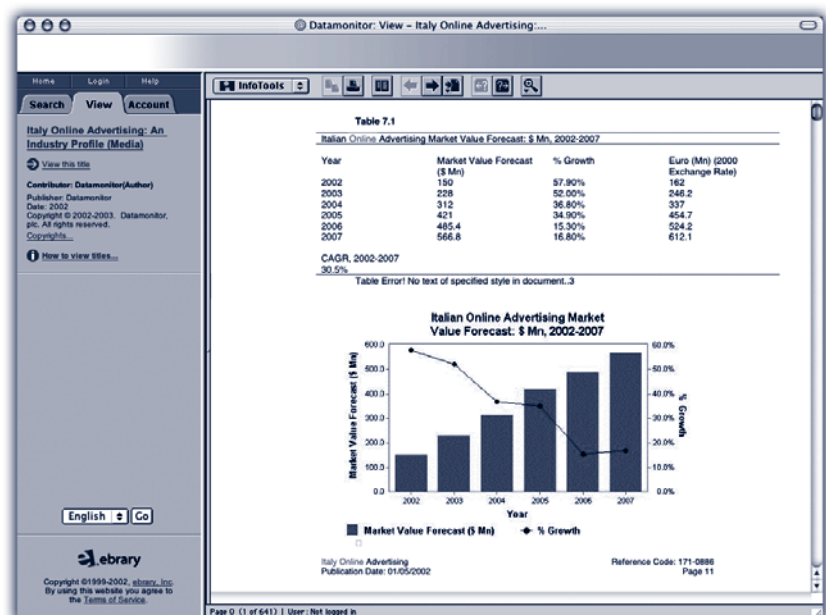 Datamonitor: View – Italy Online Advertising:...
Home Login Help
Search View Account
InfoTools
Italy Online Advertising: An
Industry Profile (Media)
View this title
Contributor: Datamonitor(Author)
Publisher: Datamonitor
Date: 2002
Copyright © 2002-2003. Datamonitor,
plc. All rights reserved.
Copyrights...
How to view titles...
English Go
ebrary
Copyright ©1999-2002, ebrary, Inc.
By using this website you agree to
the Terms of Service.
Table 7.1
Italian Online Advertising Market Value Forecast: $ Mn, 2002-2007
Year Market Value Forecast % Growth Euro (Mn) (2000
($ Mn) Exchange Rate)
2002 150 57.90% 162
2003 228 52.00% 246.2
2004 312 36.80% 337
2005 421 34.90% 454.7
2006 485.4 15.30% 524.2
2007 566.8 16.80% 612.1
CAGR, 2002-2007
30.5%
Table Error! No text of specified style in document..3
Italian Online Advertising Market
Value Forecast: $ Mn, 2002-2007
Market Value Forecast ($ Mn)
600.0 60.0%
500.0 50.0%
400.0 40.0%
300.0 30.0%
200.0 20.0%
100.0 10.0%
0.0 0.0%
% Growth
2002 2003 2004 2005 2006 2007
Year
Market Value Forecast ($ Mn) % Growth
Italy Online Advertising Reference Code: 171-0886
Publication Date: 01/05/2002 Page 11
Page 0 (1 of 641) | User: Not logged in